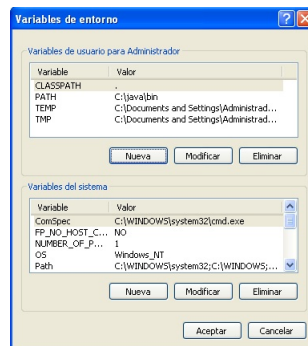 Variables de entorno
Variables de usuario para Administrador
Variable Valor
CLASSPATH .
PATH C:\java\bin
TEMP C:\Documents and Settings\Administrad...
TMP C:\Documents and Settings\Administrad...
Nueva Modificar Eliminar
Variables del sistema
Variable Valor
ComSpec C:\WINDOWS\system32\cmd.exe
FP_NO_HOST_C... NO
NUMBER_OF_P... 1
OS Windows_NT
Path C:\WINDOWS\system32;C:\WINDOWS;...
Nueva Modificar Eliminar
Aceptar Cancelar